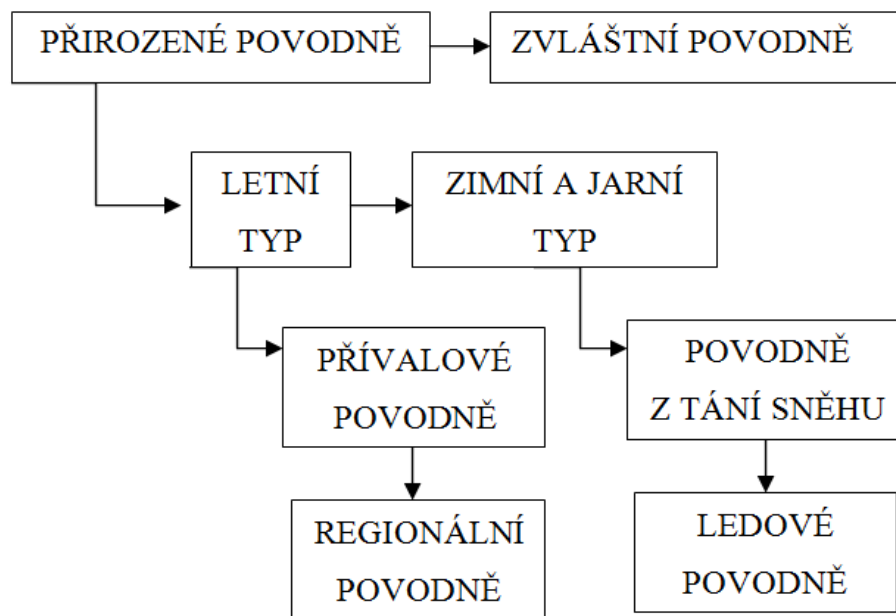 PŘIROZENÉ POVODNĚ
ZVLÁŠTNÍ POVODNĚ
LETNÍ
TYP
ZIMNÍ A JARNÍ
TYP
PŘÍVALOVÉ
POVODNĚ
POVODNĚ
Z TÁNÍ SNĚHU
REGIONÁLNÍ
POVODNĚ
LEDOVÉ
POVODNĚ